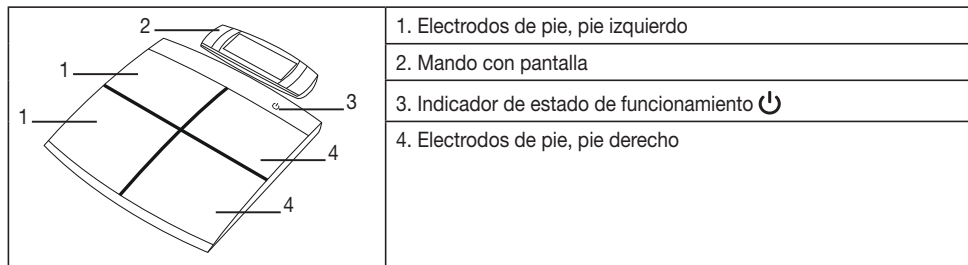 2
1
1
3
4
4
1. Electrodos de pie, pie izquierdo
2. Mando con pantalla
3. Indicador de estado de funcionamiento ⏻
4. Electrodos de pie, pie derecho